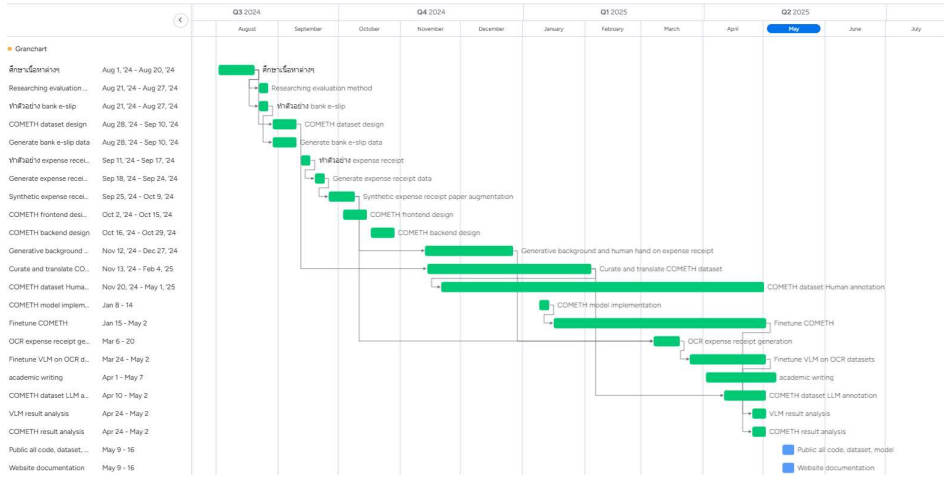 Q3 2024 Q4 2024 Q1 2025 Q2 2025
August September October November December January February March April May June July
Granchart
ศึกษาเนื้อหาต่างๆ Aug 1, '24 - Aug 20, '24 ศึกษาเนื้อหาต่างๆ
Researching evaluation ... Aug 21, '24 - Aug 27, '24 Researching evaluation method
ทำตัวอย่าง bank e-slip Aug 21, '24 - Aug 27, '24 ทำตัวอย่าง bank e-slip
COMETH dataset design Aug 28, '24 - Sep 10, '24 COMETH dataset design
Generate bank e-slip data Aug 28, '24 - Sep 10, '24 Generate bank e-slip data
ทำตัวอย่าง expense recei... Sep 11, '24 - Sep 17, '24 ทำตัวอย่าง expense receipt
Generate expense recei... Sep 18, '24 - Sep 24, '24 Generate expense receipt data
Synthetic expense recei... Sep 25, '24 - Oct 9, '24 Synthetic expense receipt paper augmentation
COMETH frontend desi... Oct 2, '24 - Oct 15, '24 COMETH frontend design
COMETH backend design Oct 16, '24 - Oct 29, '24 COMETH backend design
Generative background ... Nov 12, '24 - Dec 27, '24 Generative background and human hand on expense receipt
Curate and translate CO... Nov 13, '24 - Feb 4, '25 Curate and translate COMETH dataset
COMETH dataset Huma... Nov 20, '24 - May 1, '25 COMETH dataset Human annotation
COMETH model implem... Jan 8 - 14 COMETH model implementation
Finetune COMETH Jan 15 - May 2 Finetune COMETH
OCR expense receipt ge... Mar 6 - 20 OCR expense receipt generation
Finetune VLM on OCR d... Mar 24 - May 2 Finetune VLM on OCR datasets
academic writing Apr 1 - May 7 academic writing
COMETH dataset LLM a... Apr 10 - May 2 COMETH dataset LLM annotation
VLM result analysis Apr 24 - May 2 VLM result analysis
COMETH result analysis Apr 24 - May 2 COMETH result analysis
Public all code, dataset, ... May 9 - 16 Public all code, dataset, model
Website documentation May 9 - 16 Website documentation